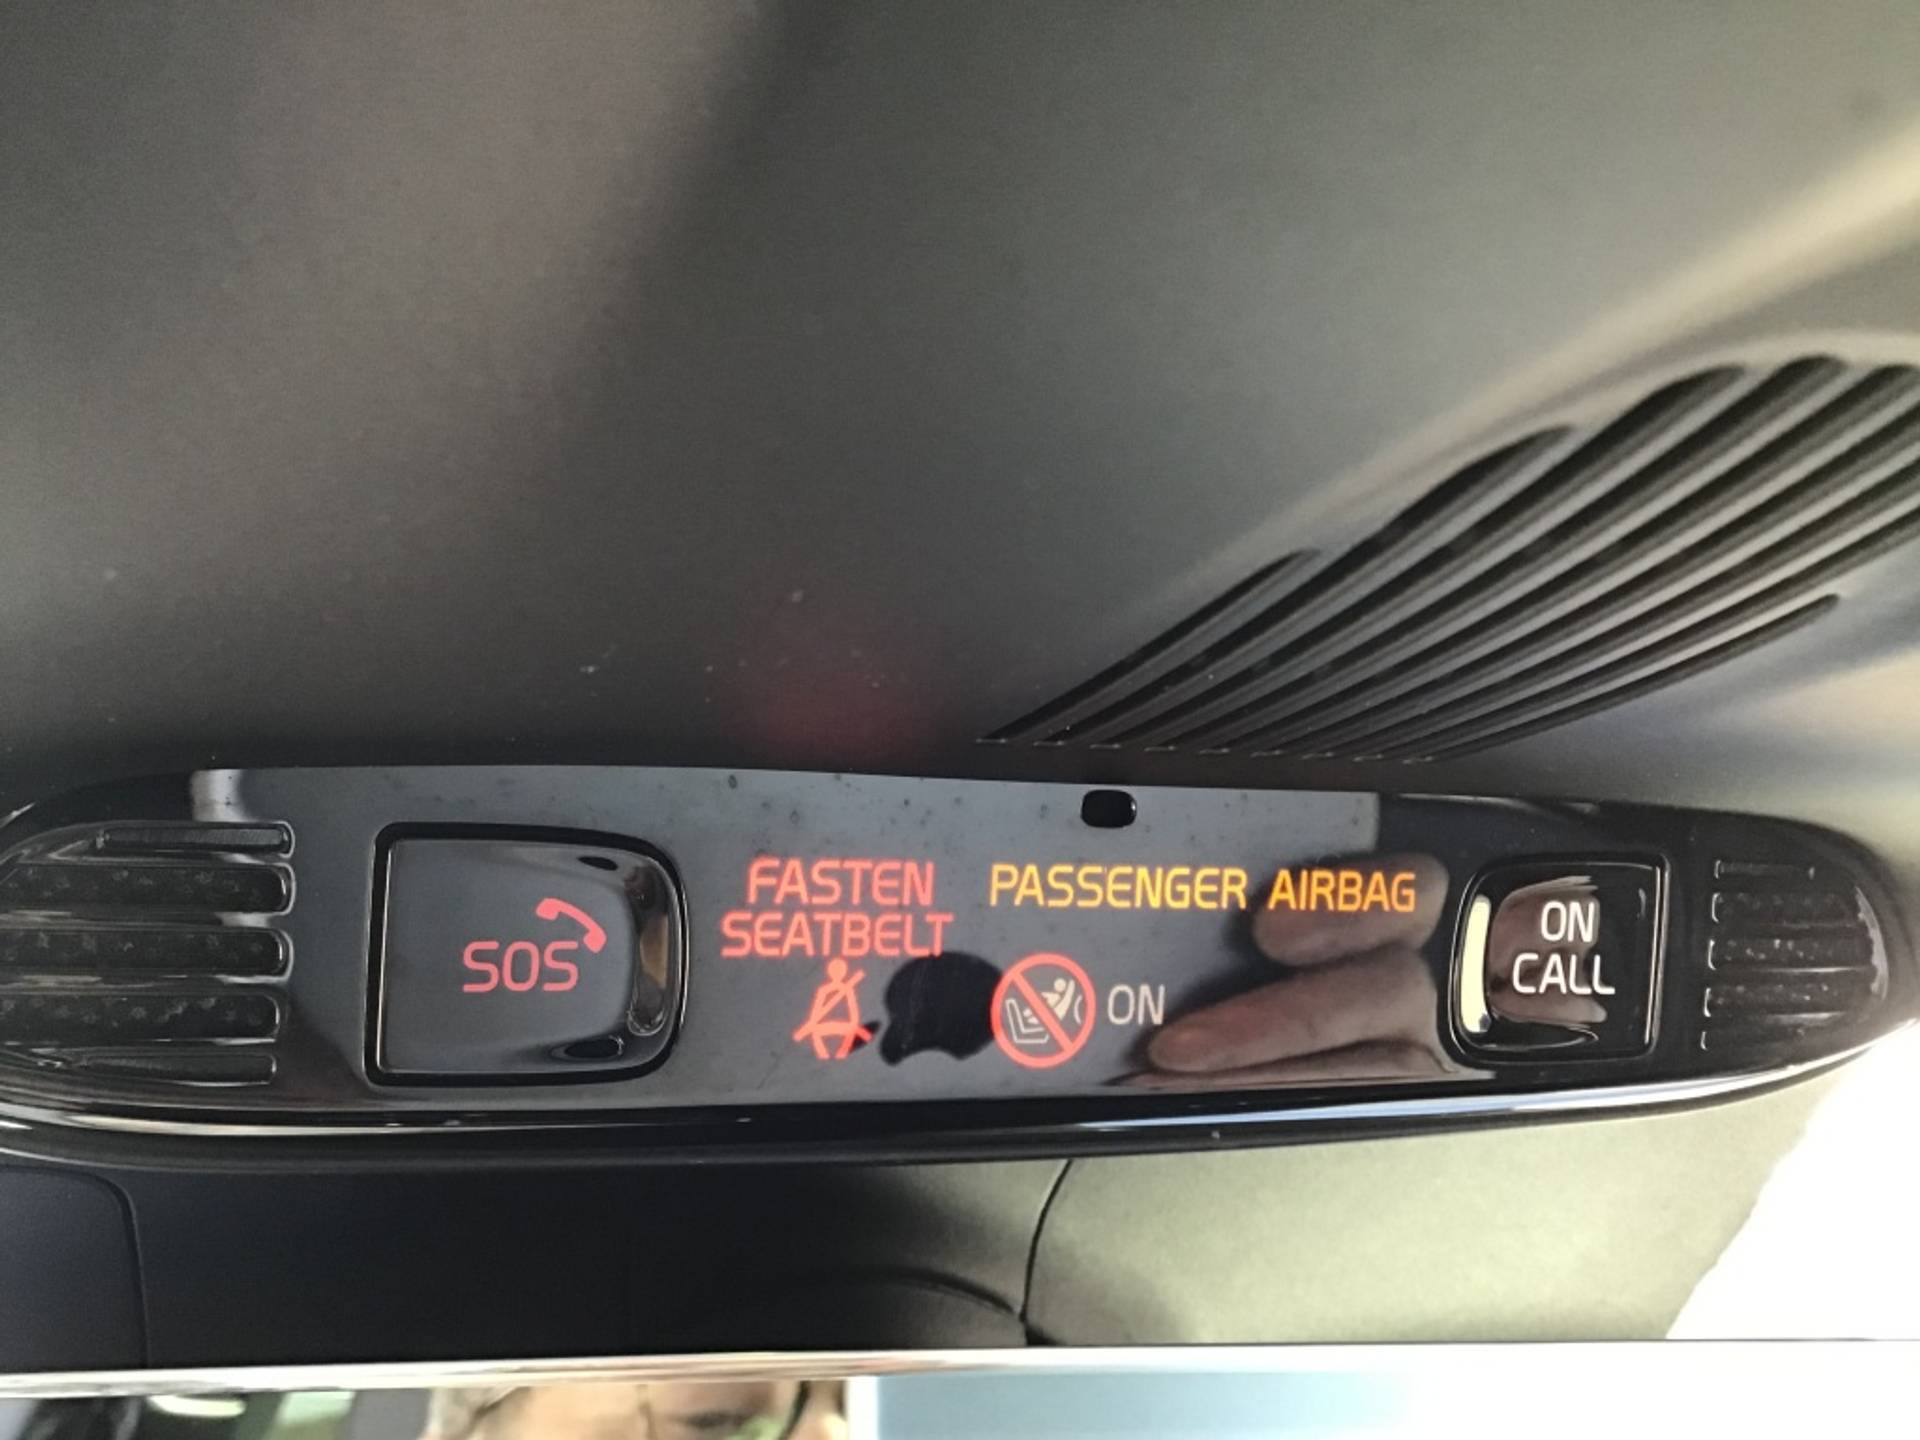 SOS
FASTEN
SEATBELT
PASSENGER AIRBAG
ON
ON
CALL